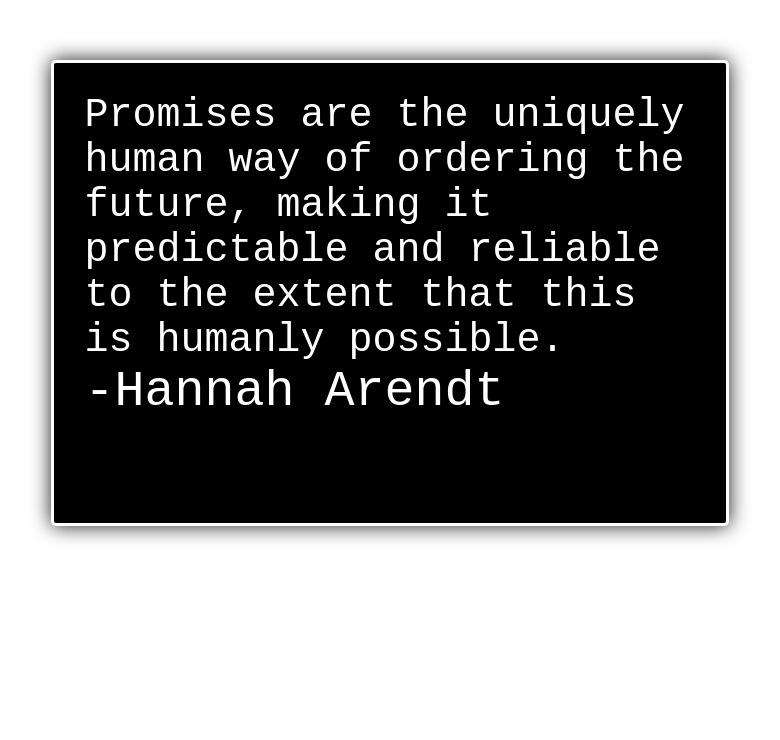 Promises are the uniquely
human way of ordering the
future, making it
predictable and reliable
to the extent that this
is humanly possible.
-Hannah Arendt